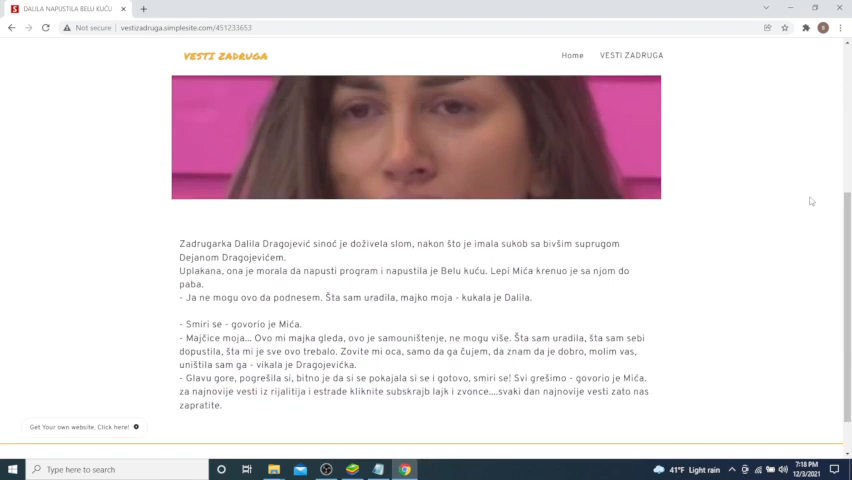 DALILA NAPUSTILA BELU KUĆU
Not secure
vestizadruga.simplesite.com/451233653
VESTI ZADRUGA
Home
VESTI ZADRUGA
Zadrugarka Dalila Dragojević sinoć je doživela slom, nakon što je imala sukob sa bivšim suprugom
Dejanom Dragojevićem.
Uplakana, ona je morala da napusti program i napustila je Belu kuću. Lepi Mića krenuo je sa njom do
paba.
- Ja ne mogu ovo da podnesem. Šta sam uradila, majko moja - kukala je Dalila.
- Smiri se - govorio je Mića.
- Majčice moja... Ovo mi majka gleda, ovo je samouništenje, ne mogu više. Šta sam uradila, šta sam sebi
dopustila, šta mi je sve ovo trebalo. Zovite mi oca, samo da ga čujem, da znam da je dobro, molim vas,
uništila sam ga - vikala je Dragojevićka.
- Glavu gore, pogrešila si, bitno je da si se pokajala si se i gotovo, smiri se! Svi grešimo - govorio je Mića.
za najnovije vesti iz rijalitija i estrade kliknite subskrajb lajk i zvonce....svaki dan najnovije vesti zato nas
zapratite.
Get Your own website. Click here!
Type here to search
41°F Light rain
7:18 PM
12/3/2021